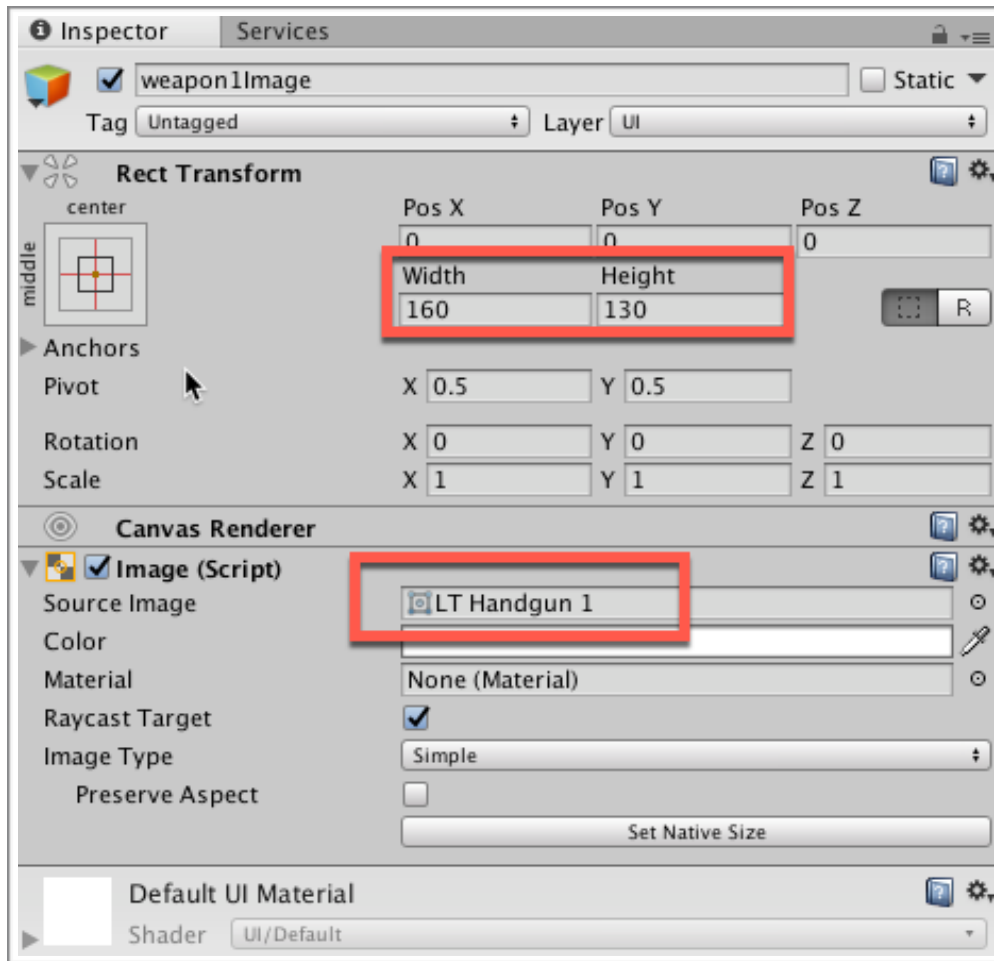 Inspector Services
weapon1Image Static
Tag Untagged Layer UI
Rect Transform
center Pos X Pos Y Pos Z
middle 0 0 0
Width Height
160 130 R
Anchors
Pivot X 0.5 Y 0.5
Rotation X 0 Y 0 Z 0
Scale X 1 Y 1 Z 1
Canvas Renderer
Image (Script)
Source Image LT Handgun 1
Color
Material None (Material)
Raycast Target
Image Type Simple
Preserve Aspect
Set Native Size
Default UI Material
Shader UI/Default